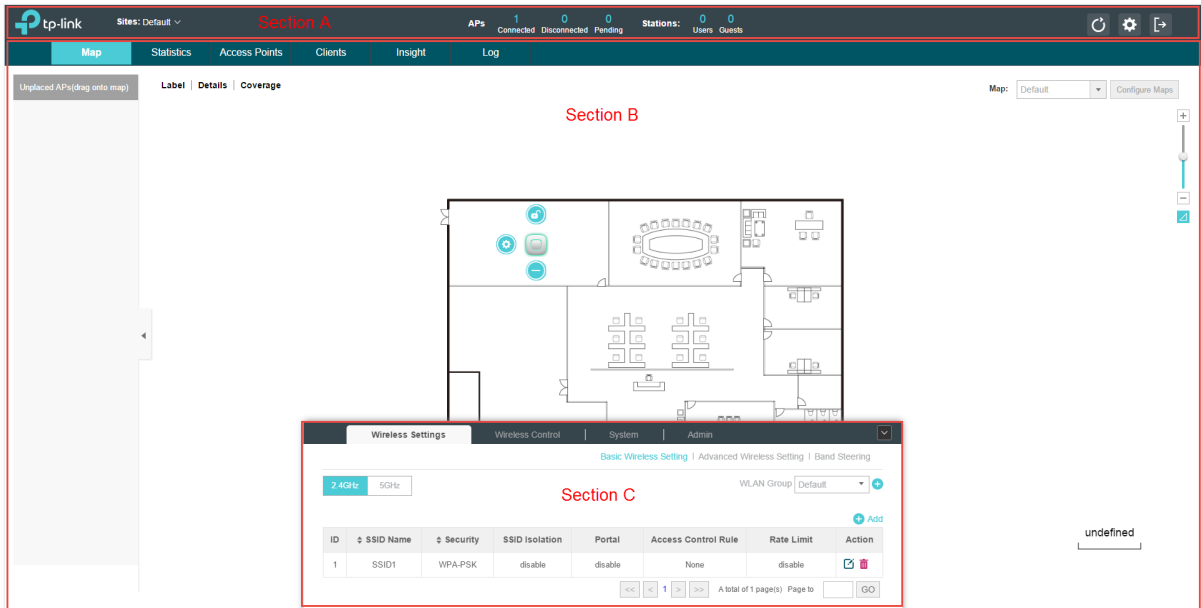 tp-link Sites: Default Section A APs 1 Connected 0 Disconnected 0 Pending Stations: 0 Users 0 Guests
Map Statistics Access Points Clients Insight Log
Unplaced APs(drag onto map) Label | Details | Coverage Map: Default Configure Maps
Section B
Wireless Settings Wireless Control | System | Admin
Basic Wireless Setting | Advanced Wireless Setting | Band Steering
2.4GHz 5GHz Section C WLAN Group Default
Add
ID SSID Name Security SSID Isolation Portal Access Control Rule Rate Limit Action
1 SSID1 WPA-PSK disable disable None disable
<< < 1 > >> A total of 1 page(s) Page to GO
undefined